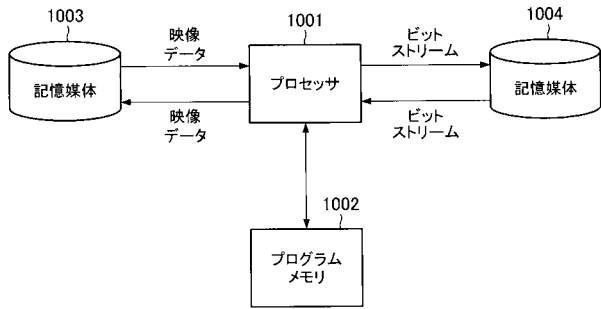 1003
1001
1004
映像
データ
ビット
ストリーム
記憶媒体
プロセッサ
記憶媒体
映像
データ
ビット
ストリーム
1002
プログラム
メモリ